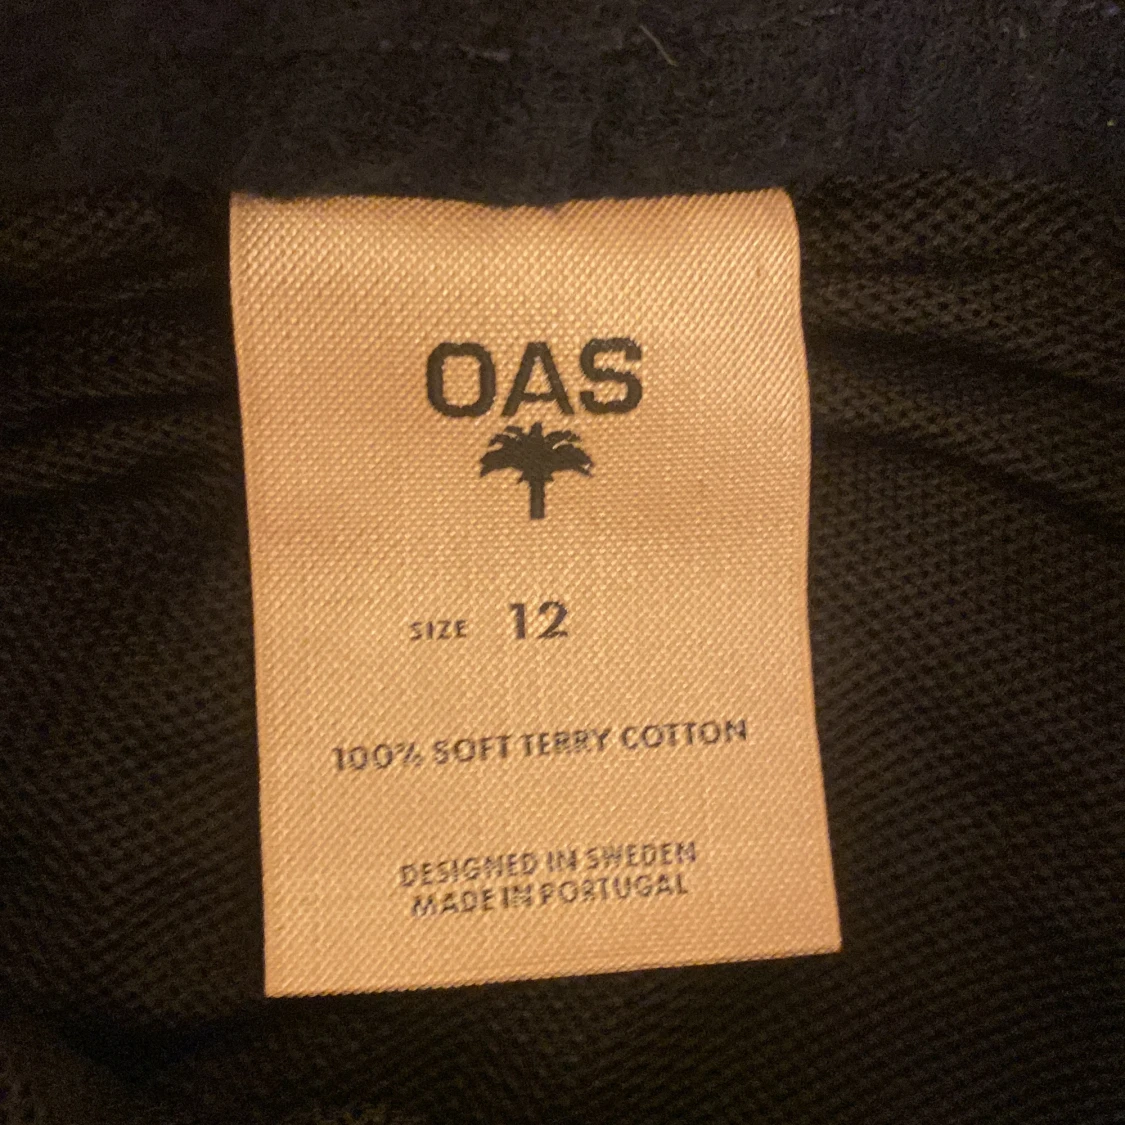 OAS
SIZE 12
100% SOFT TERRY COTTON
DESIGNED IN SWEDEN
MADE IN PORTUGAL